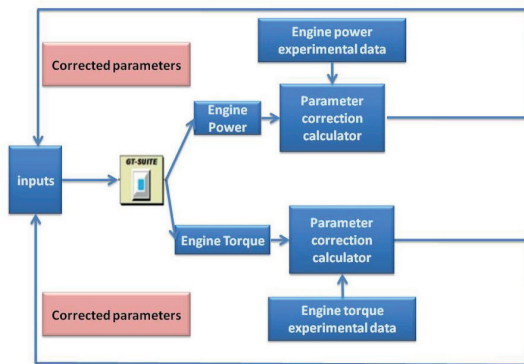 Engine power
experimental data
Corrected parameters
Engine
Power
Parameter
correction
calculator
GT-SUITE
inputs
Engine Torque
Parameter
correction
calculator
Corrected parameters
Engine torque
experimental data